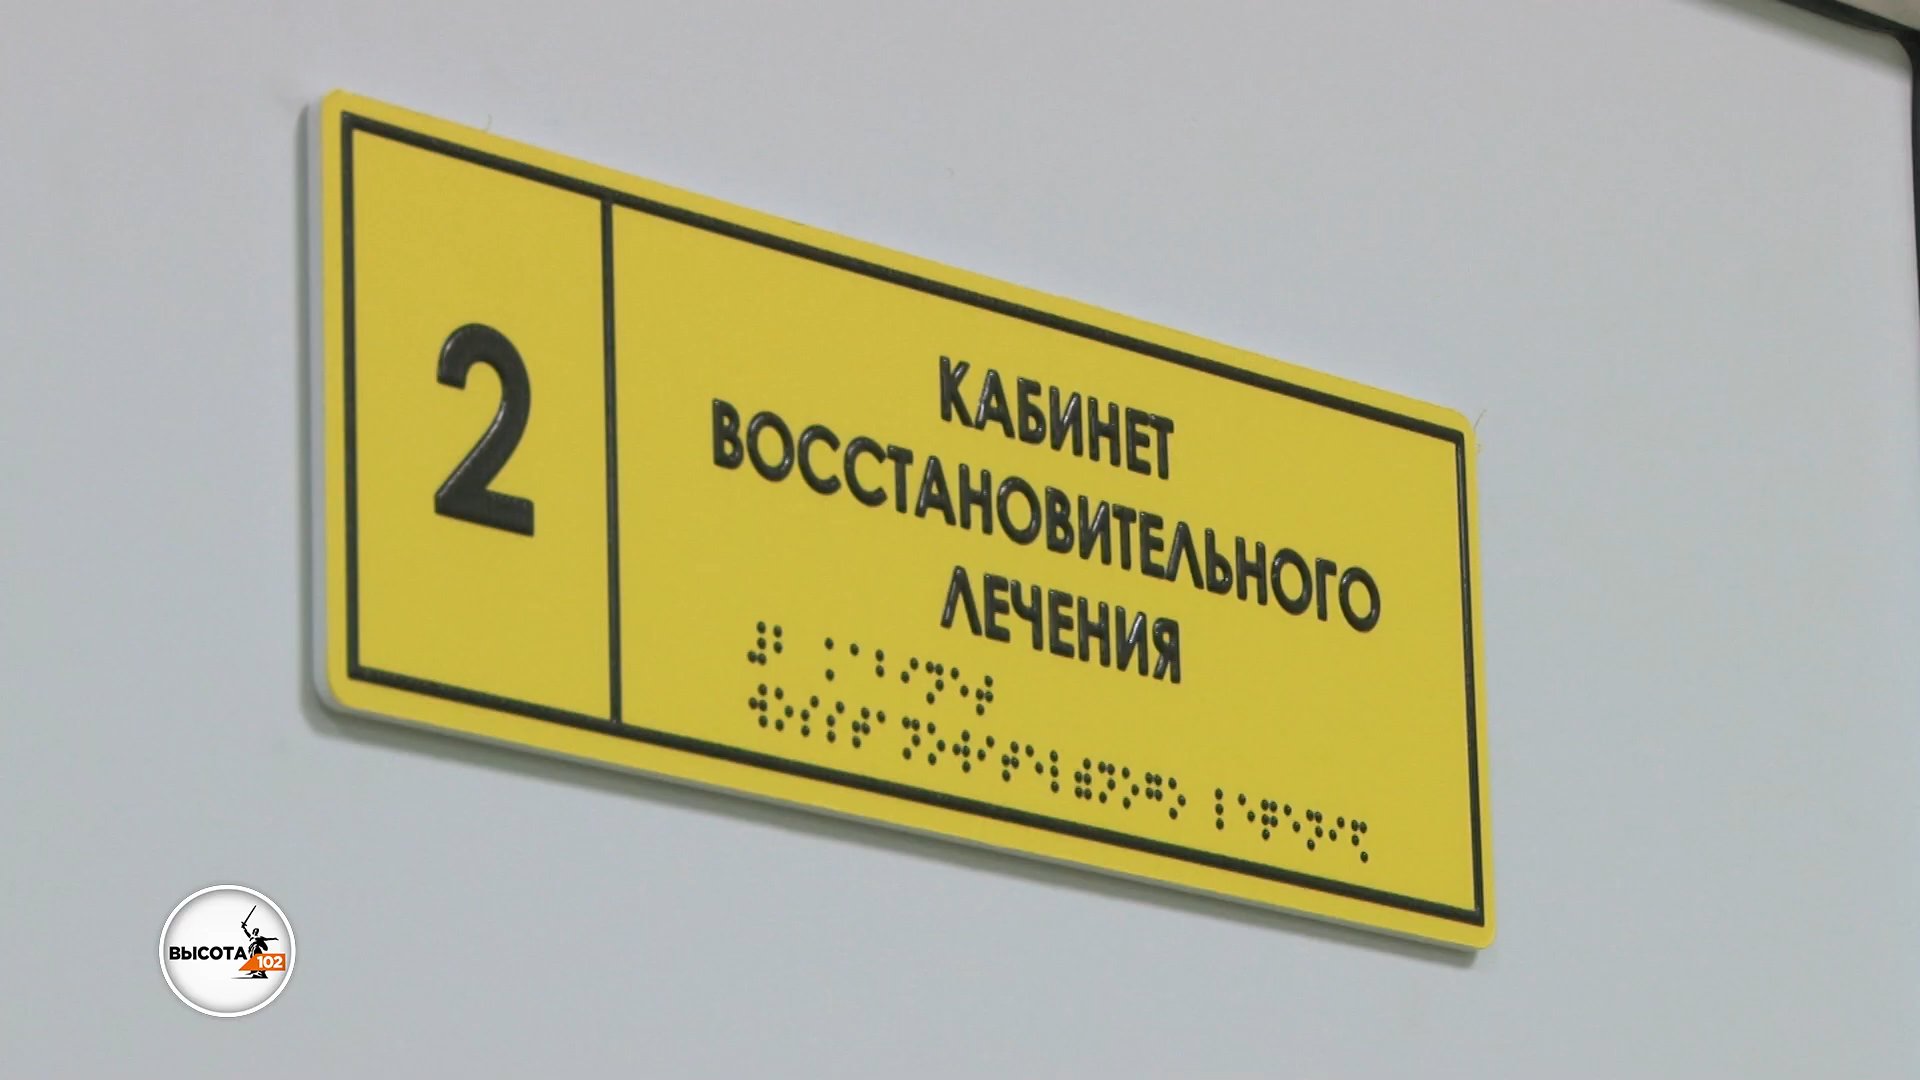 2
КАБИНЕТ
ВОССТАНОВИТЕЛЬНОГО
ЛЕЧЕНИЯ
⠼⠃ ⠅⠁⠃⠊⠝⠑⠞
⠺⠕⠎⠎⠞⠁⠝⠕⠺⠊⠞⠑⠇⠾⠝⠕⠛⠕ ⠇⠑⠟⠑⠝⠊⠫
ВЫСОТА
102